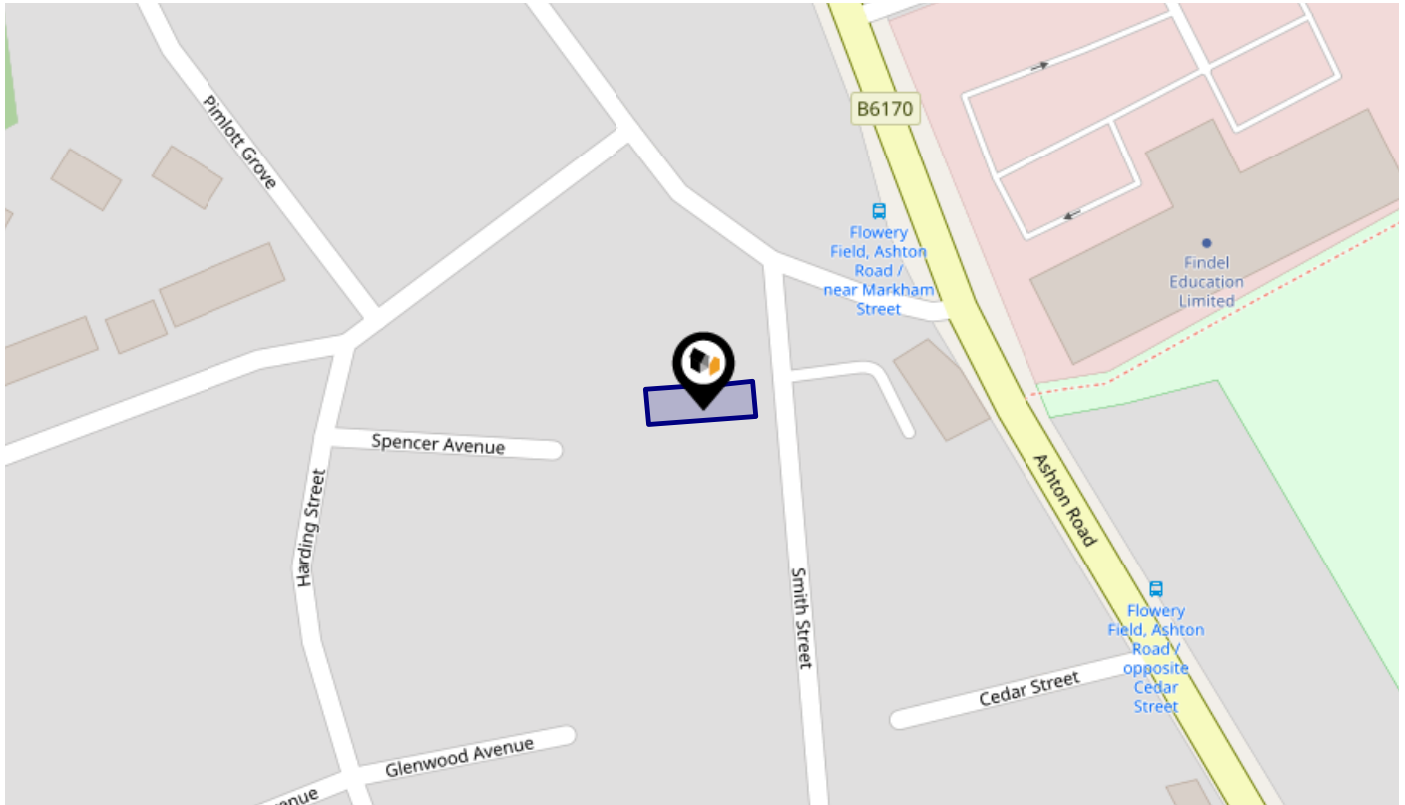 Pimlott Grove
B6170
Flowery
Field, Ashton
Road /
near Markham
Street
Findel
Education
Limited
Spencer Avenue
Harding Street
Ashton Road
Smith Street
Flowery
Field, Ashton
Road /
opposite
Cedar
Street
Cedar Street
Glenwood Avenue
enue